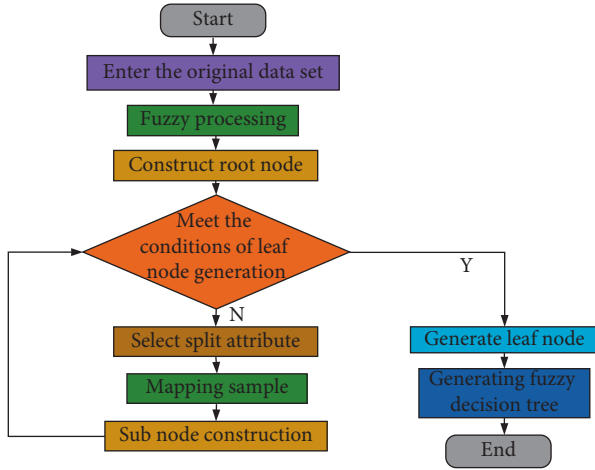 Start
Enter the original data set
Fuzzy processing
Construct root node
Meet the
conditions of leaf
node generation
Y
N
Select split attribute
Mapping sample
Sub node construction
Generate leaf node
Generating fuzzy
decision tree
End